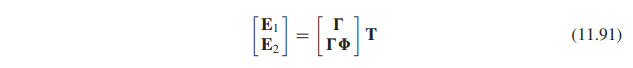 [E₁
E₂] = [Γ
ΓΦ] T (11.91)